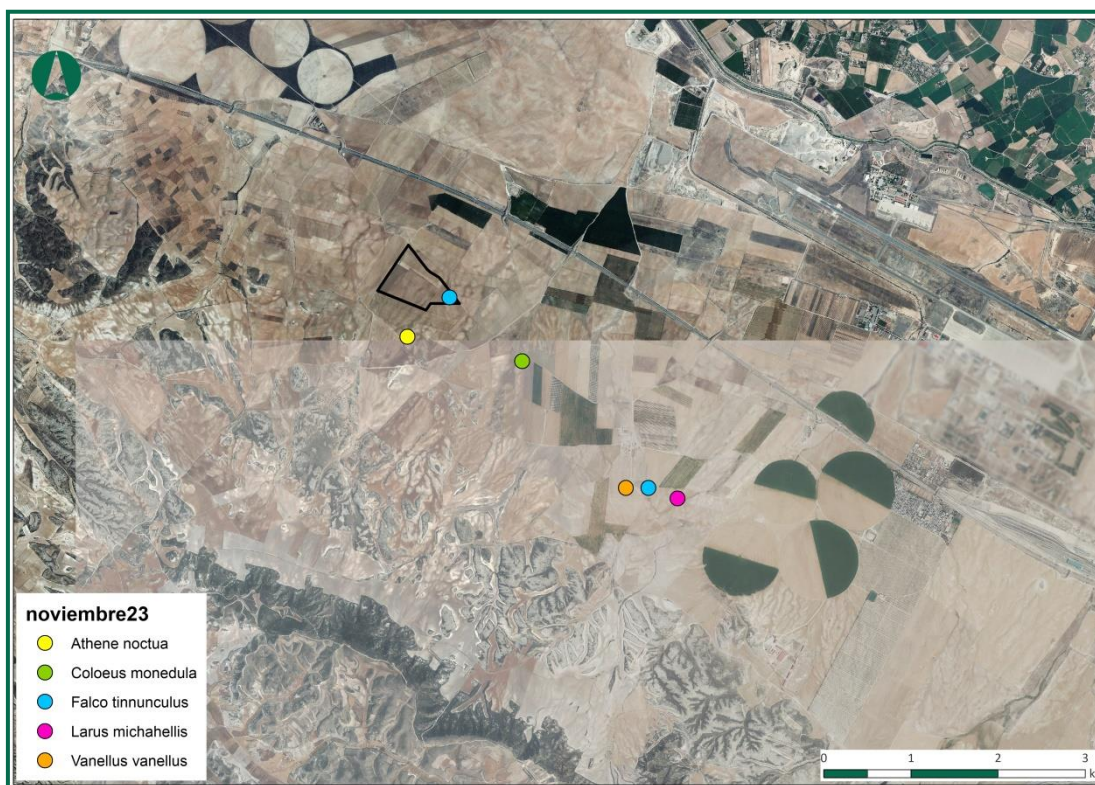 noviembre23
Athene noctua
Coloeus monedula
Falco tinnunculus
Larus michahellis
Vanellus vanellus
0 1 2 3
k